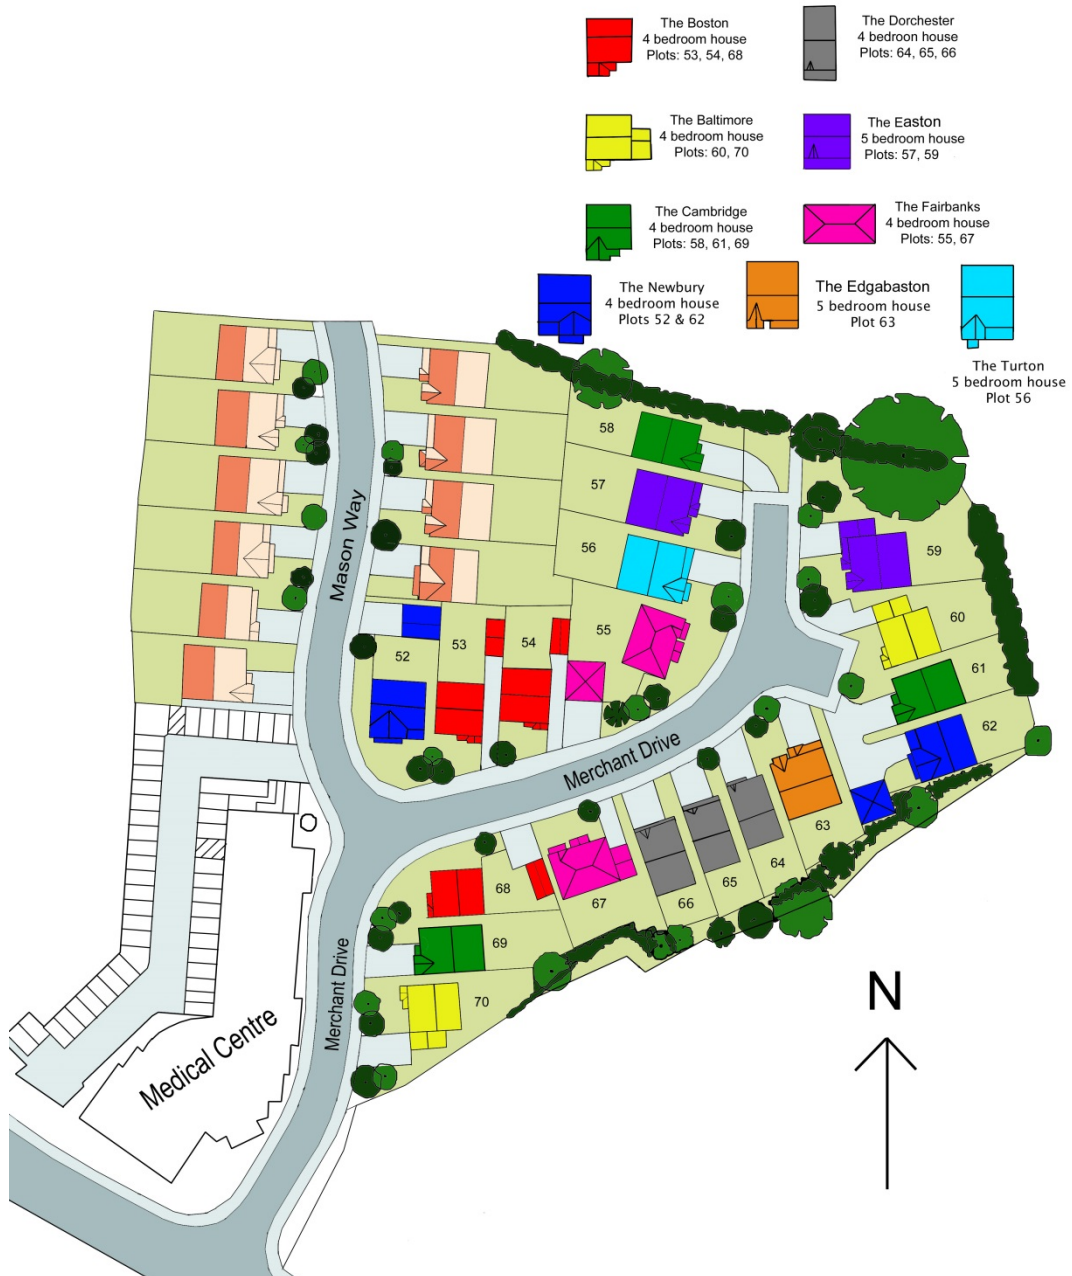 The Boston
4 bedroom house
Plots: 53, 54, 68
The Dorchester
4 bedroon house
Plots: 64, 65, 66
The Baltimore
4 bedroom house
Plots: 60, 70
The Easton
5 bedroom house
Plots: 57, 59
The Cambridge
4 bedroom house
Plots: 58, 61, 69
The Fairbanks
4 bedroom house
Plots: 55, 67
The Newbury
4 bedroom house
Plots 52 & 62
The Edgabaston
5 bedroom house
Plot 63
The Turton
5 bedroom house
Plot 56
58
57
56
59
60
61
62
55
54
53
52
Mason Way
Merchant Drive
63
64
65
66
67
68
69
70
Merchant Drive
Medical Centre
N